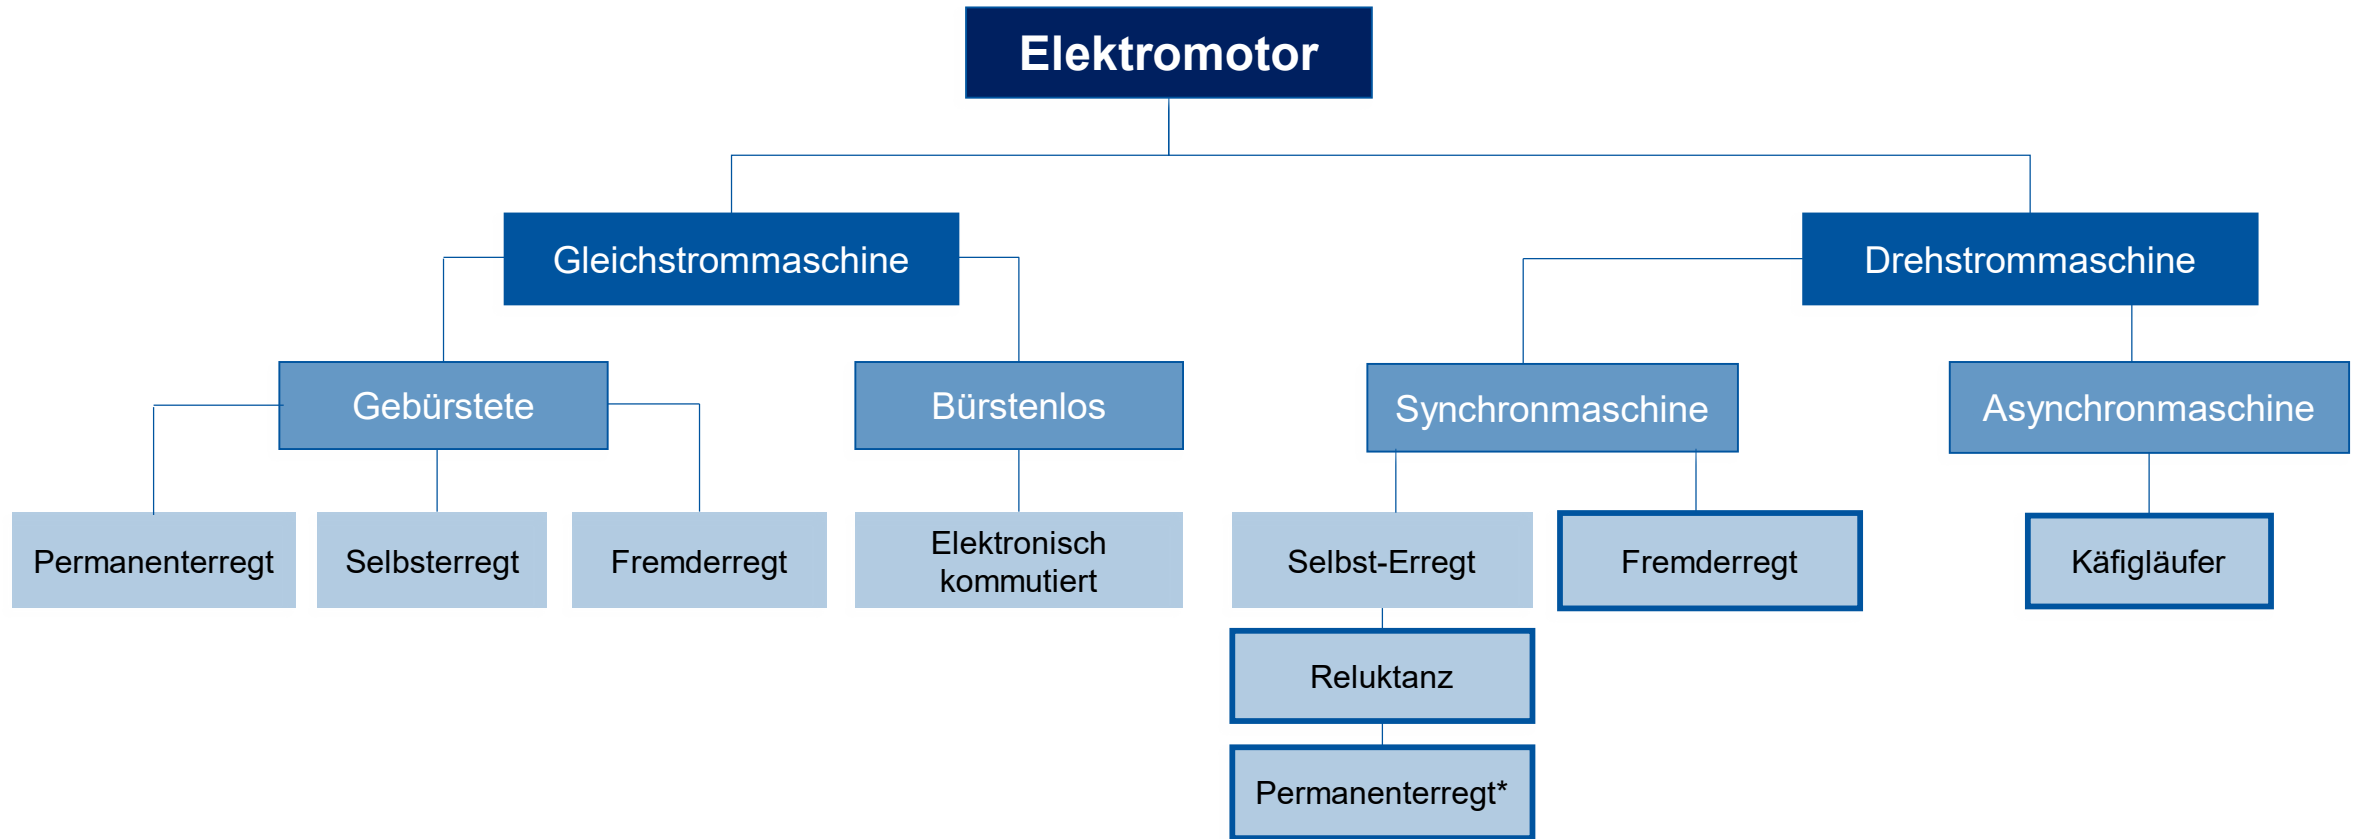 Elektromotor
Gleichstrommaschine
Drehstrommaschine
Gebürstete
Bürstenlos
Synchronmaschine
Asynchronmaschine
Permanenterregt
Selbsterregt
Fremderregt
Elektronisch
kommutiert
Selbst-Erregt
Fremderregt
Käfigläufer
Reluktanz
Permanenterregt*